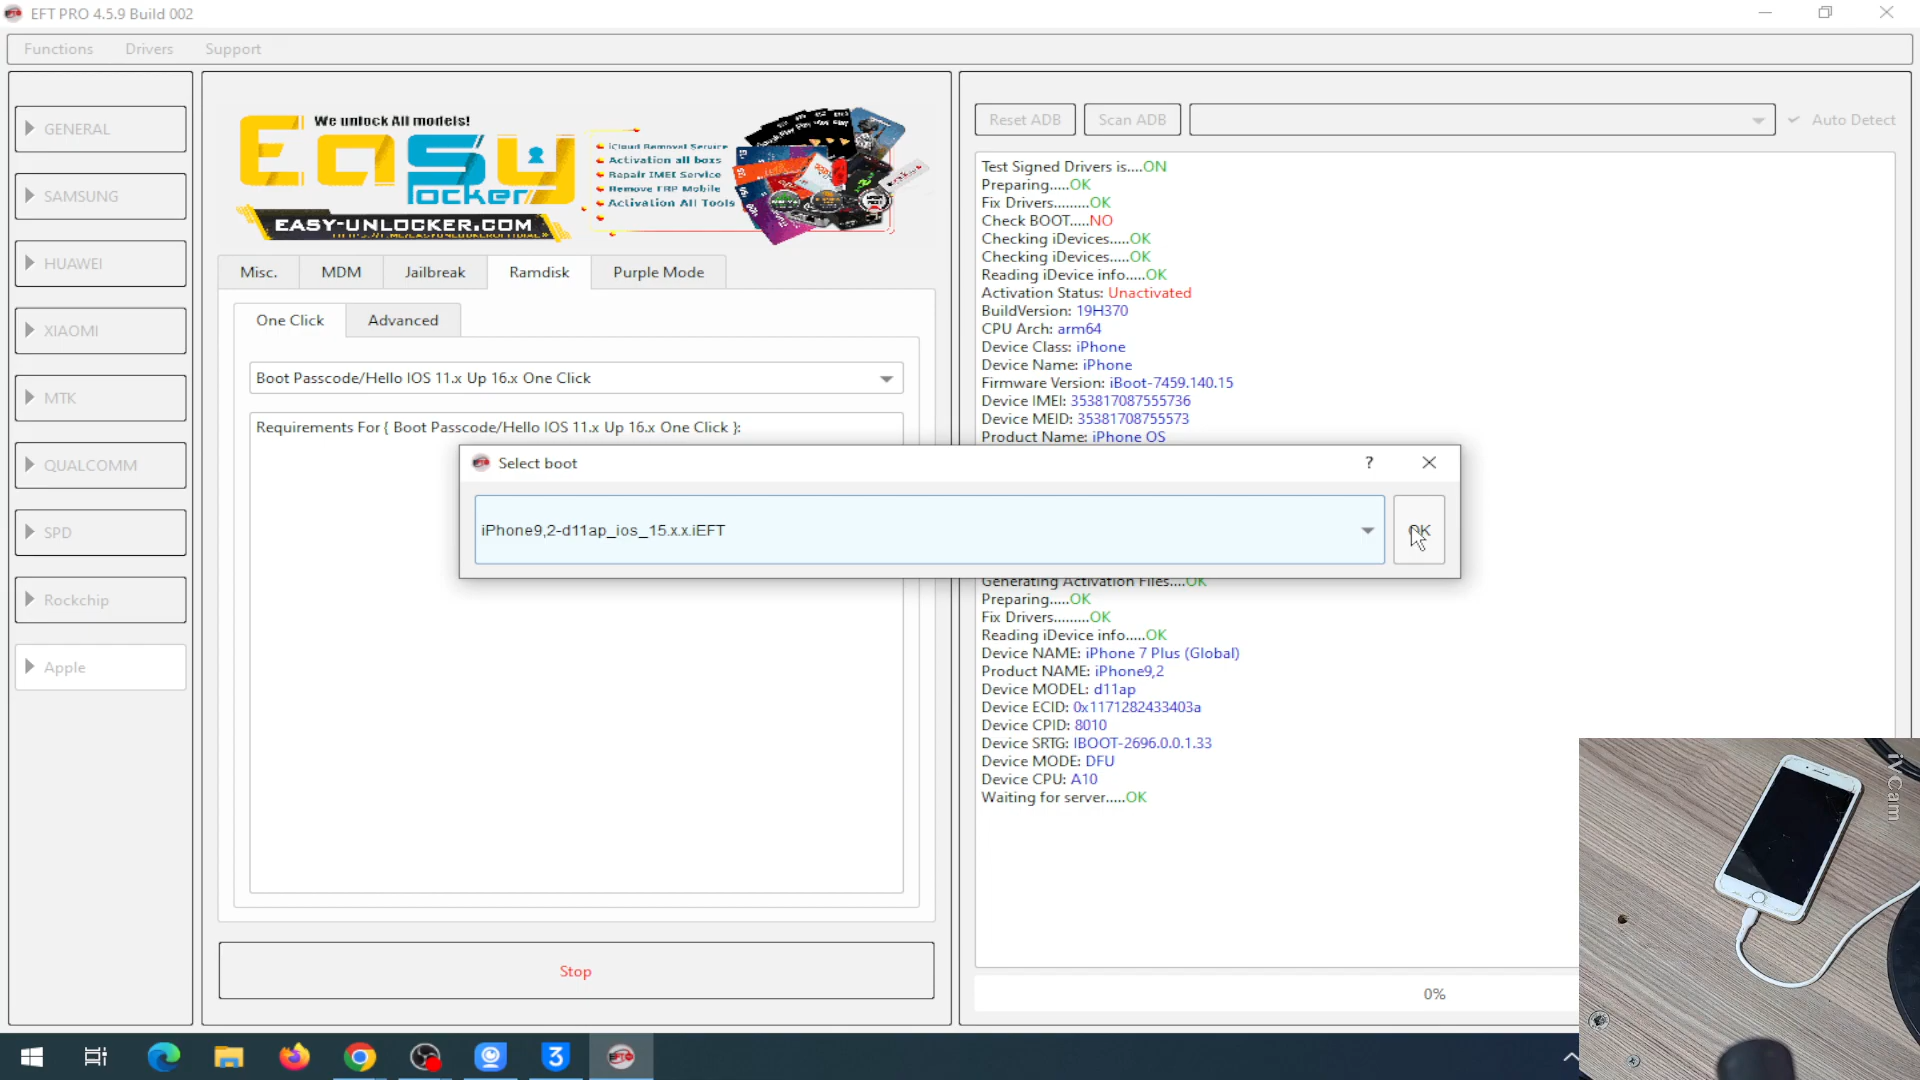 EFT PRO 4.5.9 Build 002
Functions
Drivers
Support
GENERAL
SAMSUNG
HUAWEI
XIAOMI
MTK
QUALCOMM
SPD
Rockchip
Apple
We unlock All models!
Easy
locker
EASY-UNLOCKER.COM
iCloud Removal Service
Activation all boxs
Repair IMEI Service
Remove FRP Mobile
Activation All Tools
Misc.
MDM
Jailbreak
Ramdisk
Purple Mode
One Click
Advanced
Boot Passcode/Hello IOS 11.x Up 16.x One Click
Requirements For { Boot Passcode/Hello IOS 11.x Up 16.x One Click }:
Stop
Reset ADB
Scan ADB
Auto Detect
Test Signed Drivers is....ON
Preparing.....OK
Fix Drivers.........OK
Check BOOT.....NO
Checking iDevices.....OK
Checking iDevices.....OK
Reading iDevice info.....OK
Activation Status: Unactivated
BuildVersion: 19H370
CPU Arch: arm64
Device Class: iPhone
Device Name: iPhone
Firmware Version: iBoot-7459.140.15
Device IMEI: 353817087555736
Device MEID: 35381708755573
Product Name: iPhone OS
Select boot
?
iPhone9,2-d11ap_ios_15.x.x.iEFT
OK
Generating Activation Files....OK
Preparing.....OK
Fix Drivers.........OK
Reading iDevice info.....OK
Device NAME: iPhone 7 Plus (Global)
Product NAME: iPhone9,2
Device MODEL: d11ap
Device ECID: 0x1171282433403a
Device CPID: 8010
Device SRTG: IBOOT-2696.0.0.1.33
Device MODE: DFU
Device CPU: A10
Waiting for server.....OK
0%
iVCam